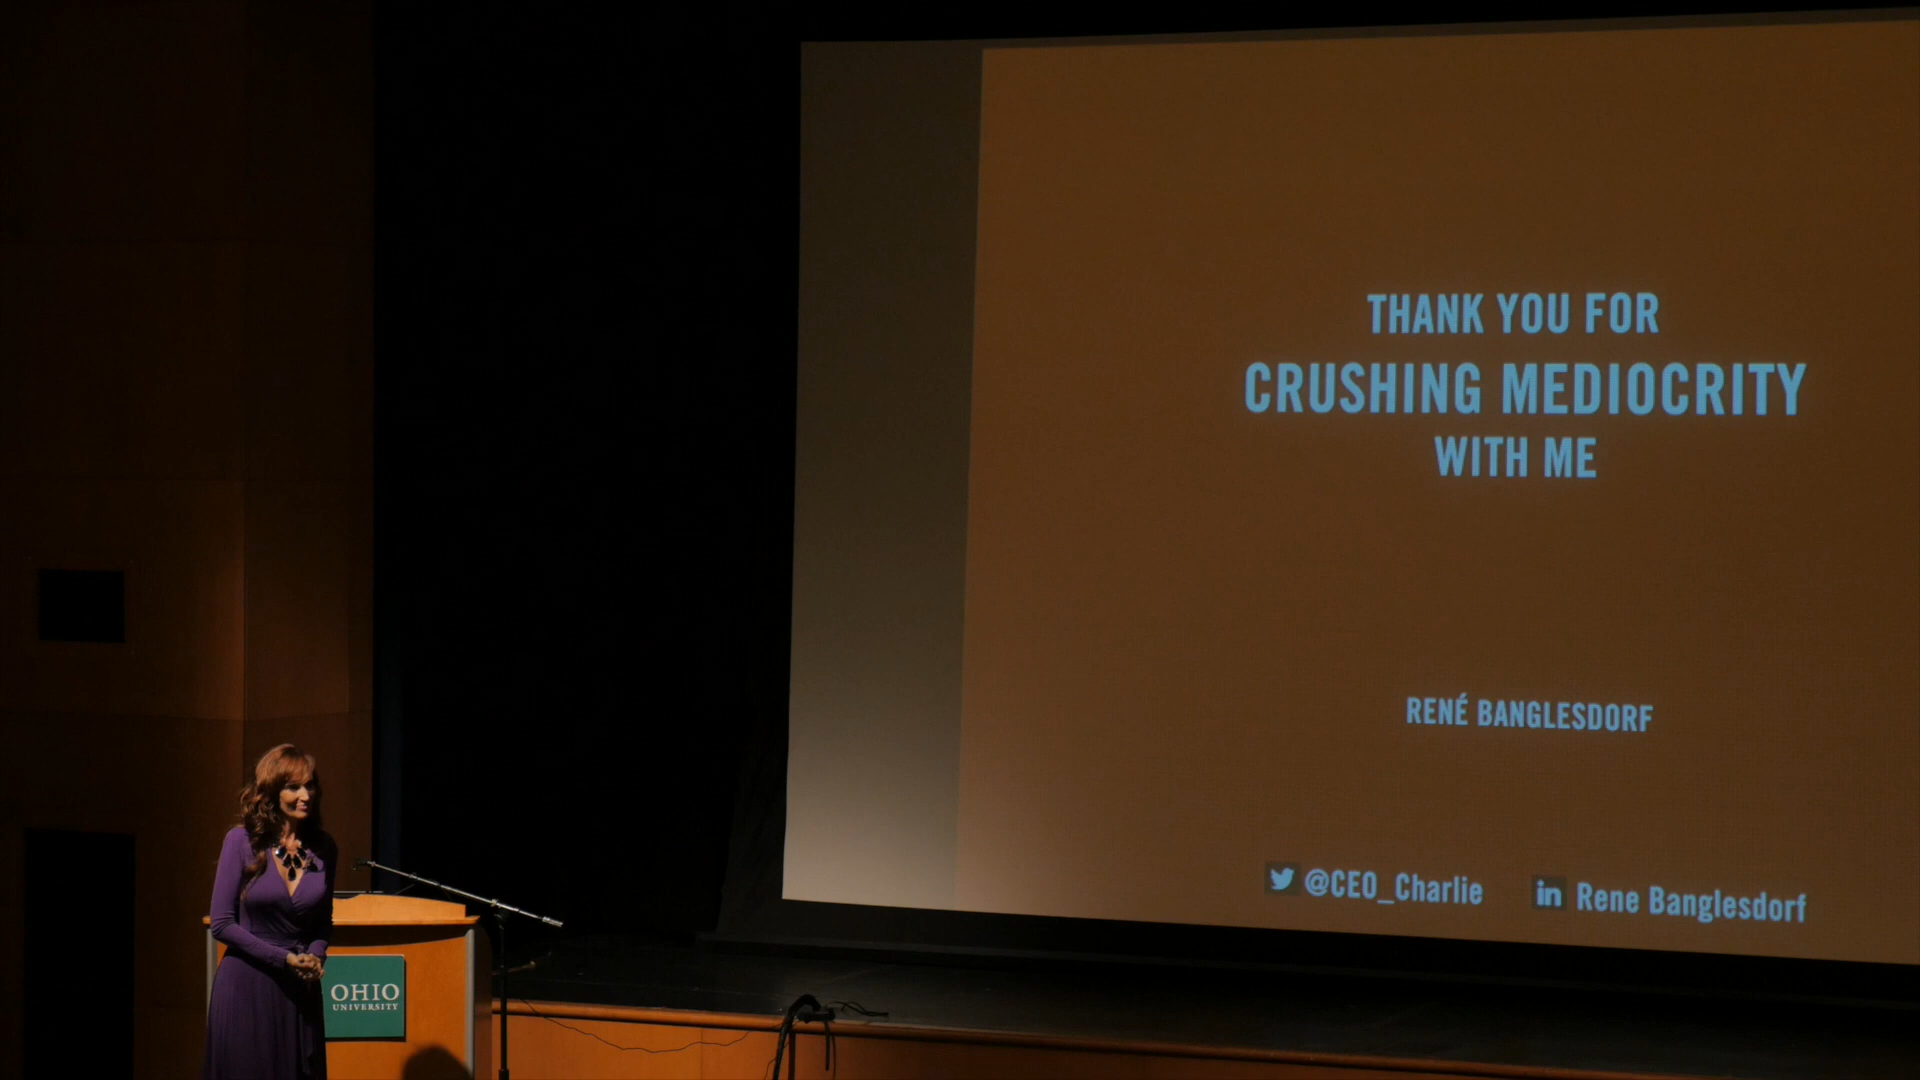 THANK YOU FOR
CRUSHING MEDIOCRITY
WITH ME
RENÉ BANGLESDORF
@CEO_Charlie
in Rene Banglesdorf
OHIO
UNIVERSITY